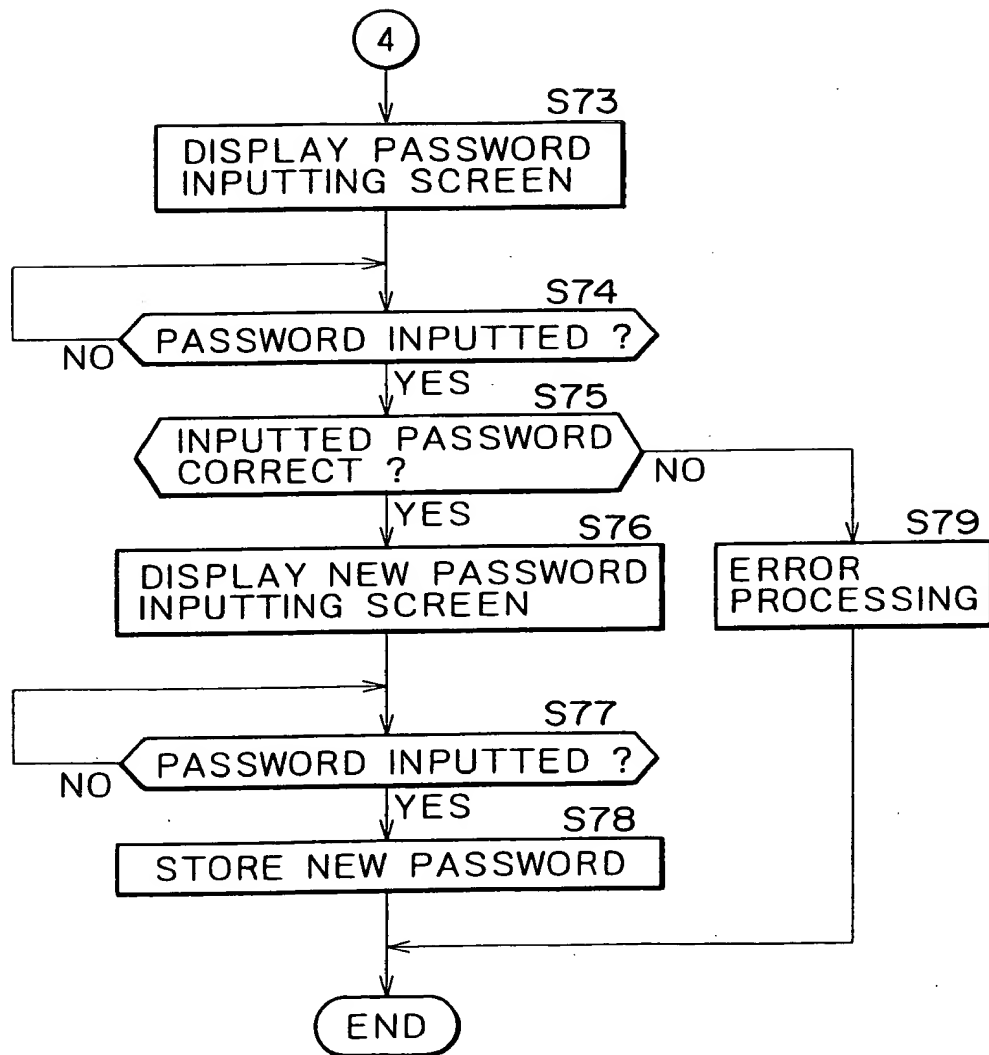 4
S73
DISPLAY PASSWORD
INPUTTING SCREEN
S74
PASSWORD INPUTTED ?
NO
YES
S75
INPUTTED PASSWORD
CORRECT ?
NO
YES
S76
DISPLAY NEW PASSWORD
INPUTTING SCREEN
S79
ERROR
PROCESSING
S77
PASSWORD INPUTTED ?
NO
YES
S78
STORE NEW PASSWORD
END